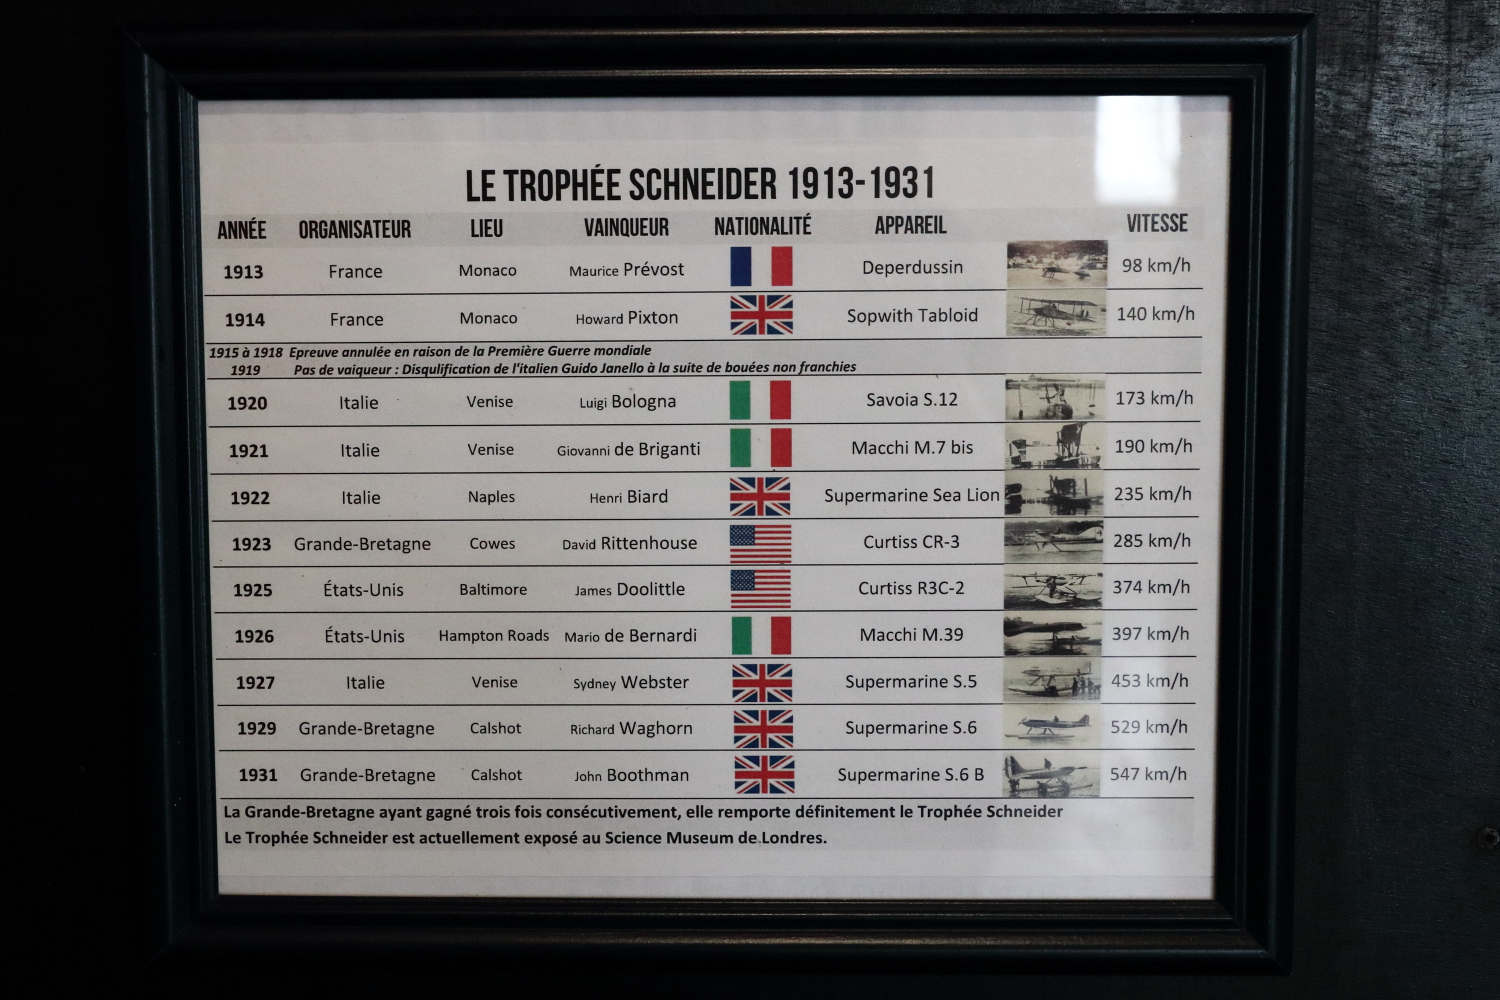 LE TROPHÉE SCHNEIDER 1913-1931
ANNÉE ORGANISATEUR LIEU VAINQUEUR NATIONALITÉ APPAREIL VITESSE
1913 France Monaco Maurice Prévost Deperdussin 98 km/h
1914 France Monaco Howard Pixton Sopwith Tabloid 140 km/h
1915 à 1918 Epreuve annulée en raison de la Première Guerre mondiale
1919 Pas de vaiqueur : Disqulification de l'italien Guido Janello à la suite de bouées non franchies
1920 Italie Venise Luigi Bologna Savoia S.12 173 km/h
1921 Italie Venise Giovanni de Briganti Macchi M.7 bis 190 km/h
1922 Italie Naples Henri Biard Supermarine Sea Lion 235 km/h
1923 Grande-Bretagne Cowes David Rittenhouse Curtiss CR-3 285 km/h
1925 États-Unis Baltimore James Doolittle Curtiss R3C-2 374 km/h
1926 États-Unis Hampton Roads Mario de Bernardi Macchi M.39 397 km/h
1927 Italie Venise Sydney Webster Supermarine S.5 453 km/h
1929 Grande-Bretagne Calshot Richard Waghorn Supermarine S.6 529 km/h
1931 Grande-Bretagne Calshot John Boothman Supermarine S.6 B 547 km/h
La Grande-Bretagne ayant gagné trois fois consécutivement, elle remporte définitement le Trophée Schneider
Le Trophée Schneider est actuellement exposé au Science Museum de Londres.